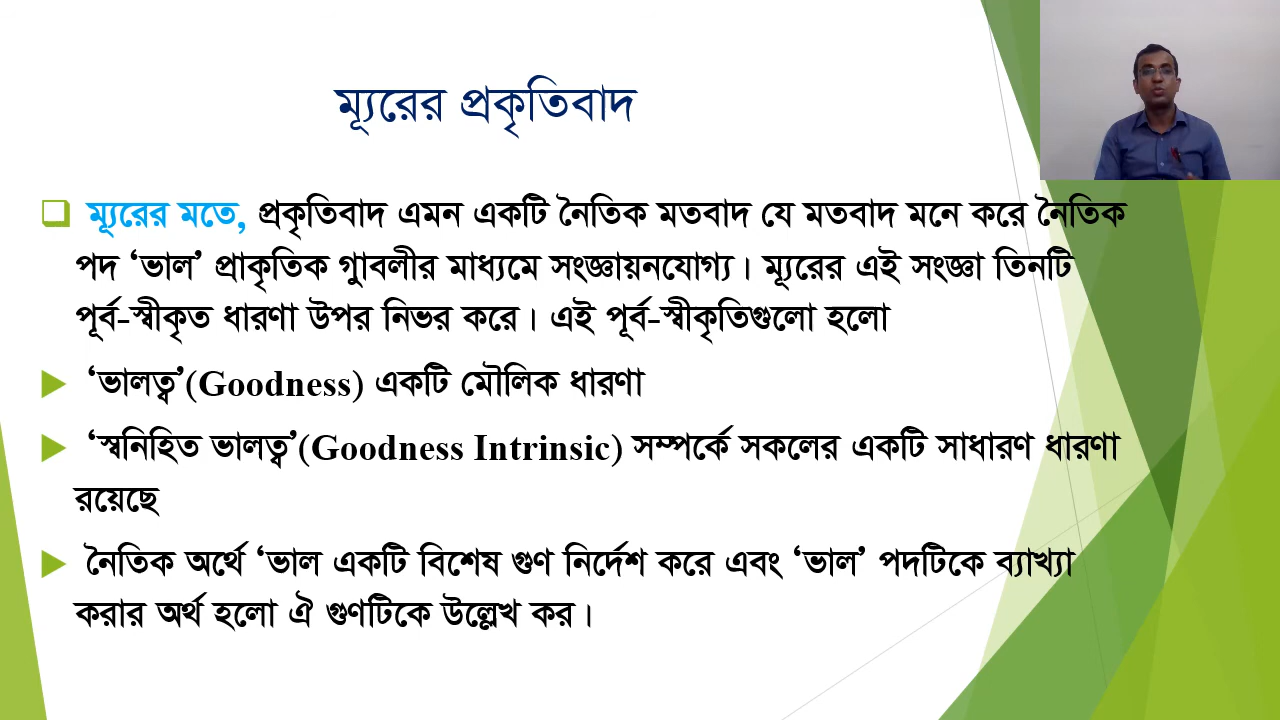 ম্যূরের প্রকৃতিবাদ
ম্যূরের মতে, প্রকৃতিবাদ এমন একটি নৈতিক মতবাদ যে মতবাদ মনে করে নৈতিক
পদ ‘ভাল’ প্রাকৃতিক গুাবলীর মাধ্যমে সংজ্ঞায়নযোগ্য। ম্যূরের এই সংজ্ঞা তিনটি
পূর্ব-স্বীকৃত ধারণা উপর নিভর করে। এই পূর্ব-স্বীকৃতিগুলো হলো
‘ভালত্ব’(Goodness) একটি মৌলিক ধারণা
‘স্বনিহিত ভালত্ব’(Goodness Intrinsic) সম্পর্কে সকলের একটি সাধারণ ধারণা
রয়েছে
নৈতিক অর্থে ‘ভাল একটি বিশেষ গুণ নির্দেশ করে এবং ‘ভাল’ পদটিকে ব্যাখ্যা
করার অর্থ হলো ঐ গুণটিকে উল্লেখ কর।